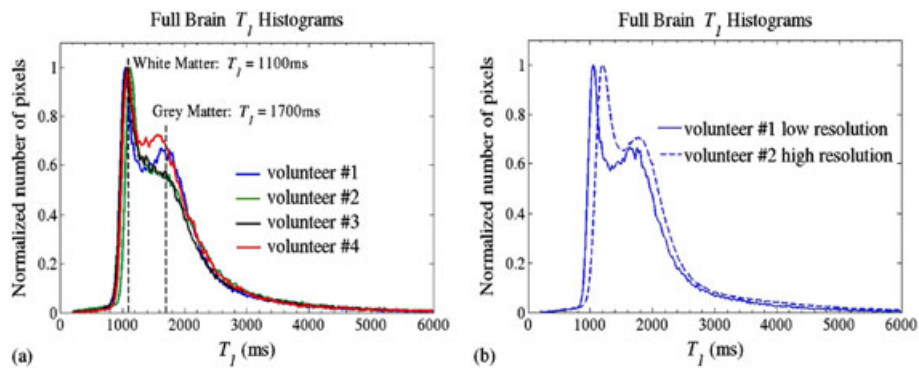 Full Brain T1 Histograms
Normalized number of pixels
1
0.8
0.6
0.4
0.2
0
White Matter: T1 = 1100ms
Grey Matter: T1 = 1700ms
volunteer #1
volunteer #2
volunteer #3
volunteer #4
0 1000 2000 3000 4000 5000 6000
T1 (ms)
(a)
Full Brain T1 Histograms
Normalized number of pixels
1
0.8
0.6
0.4
0.2
0
volunteer #1 low resolution
volunteer #2 high resolution
0 1000 2000 3000 4000 5000 6000
T1 (ms)
(b)